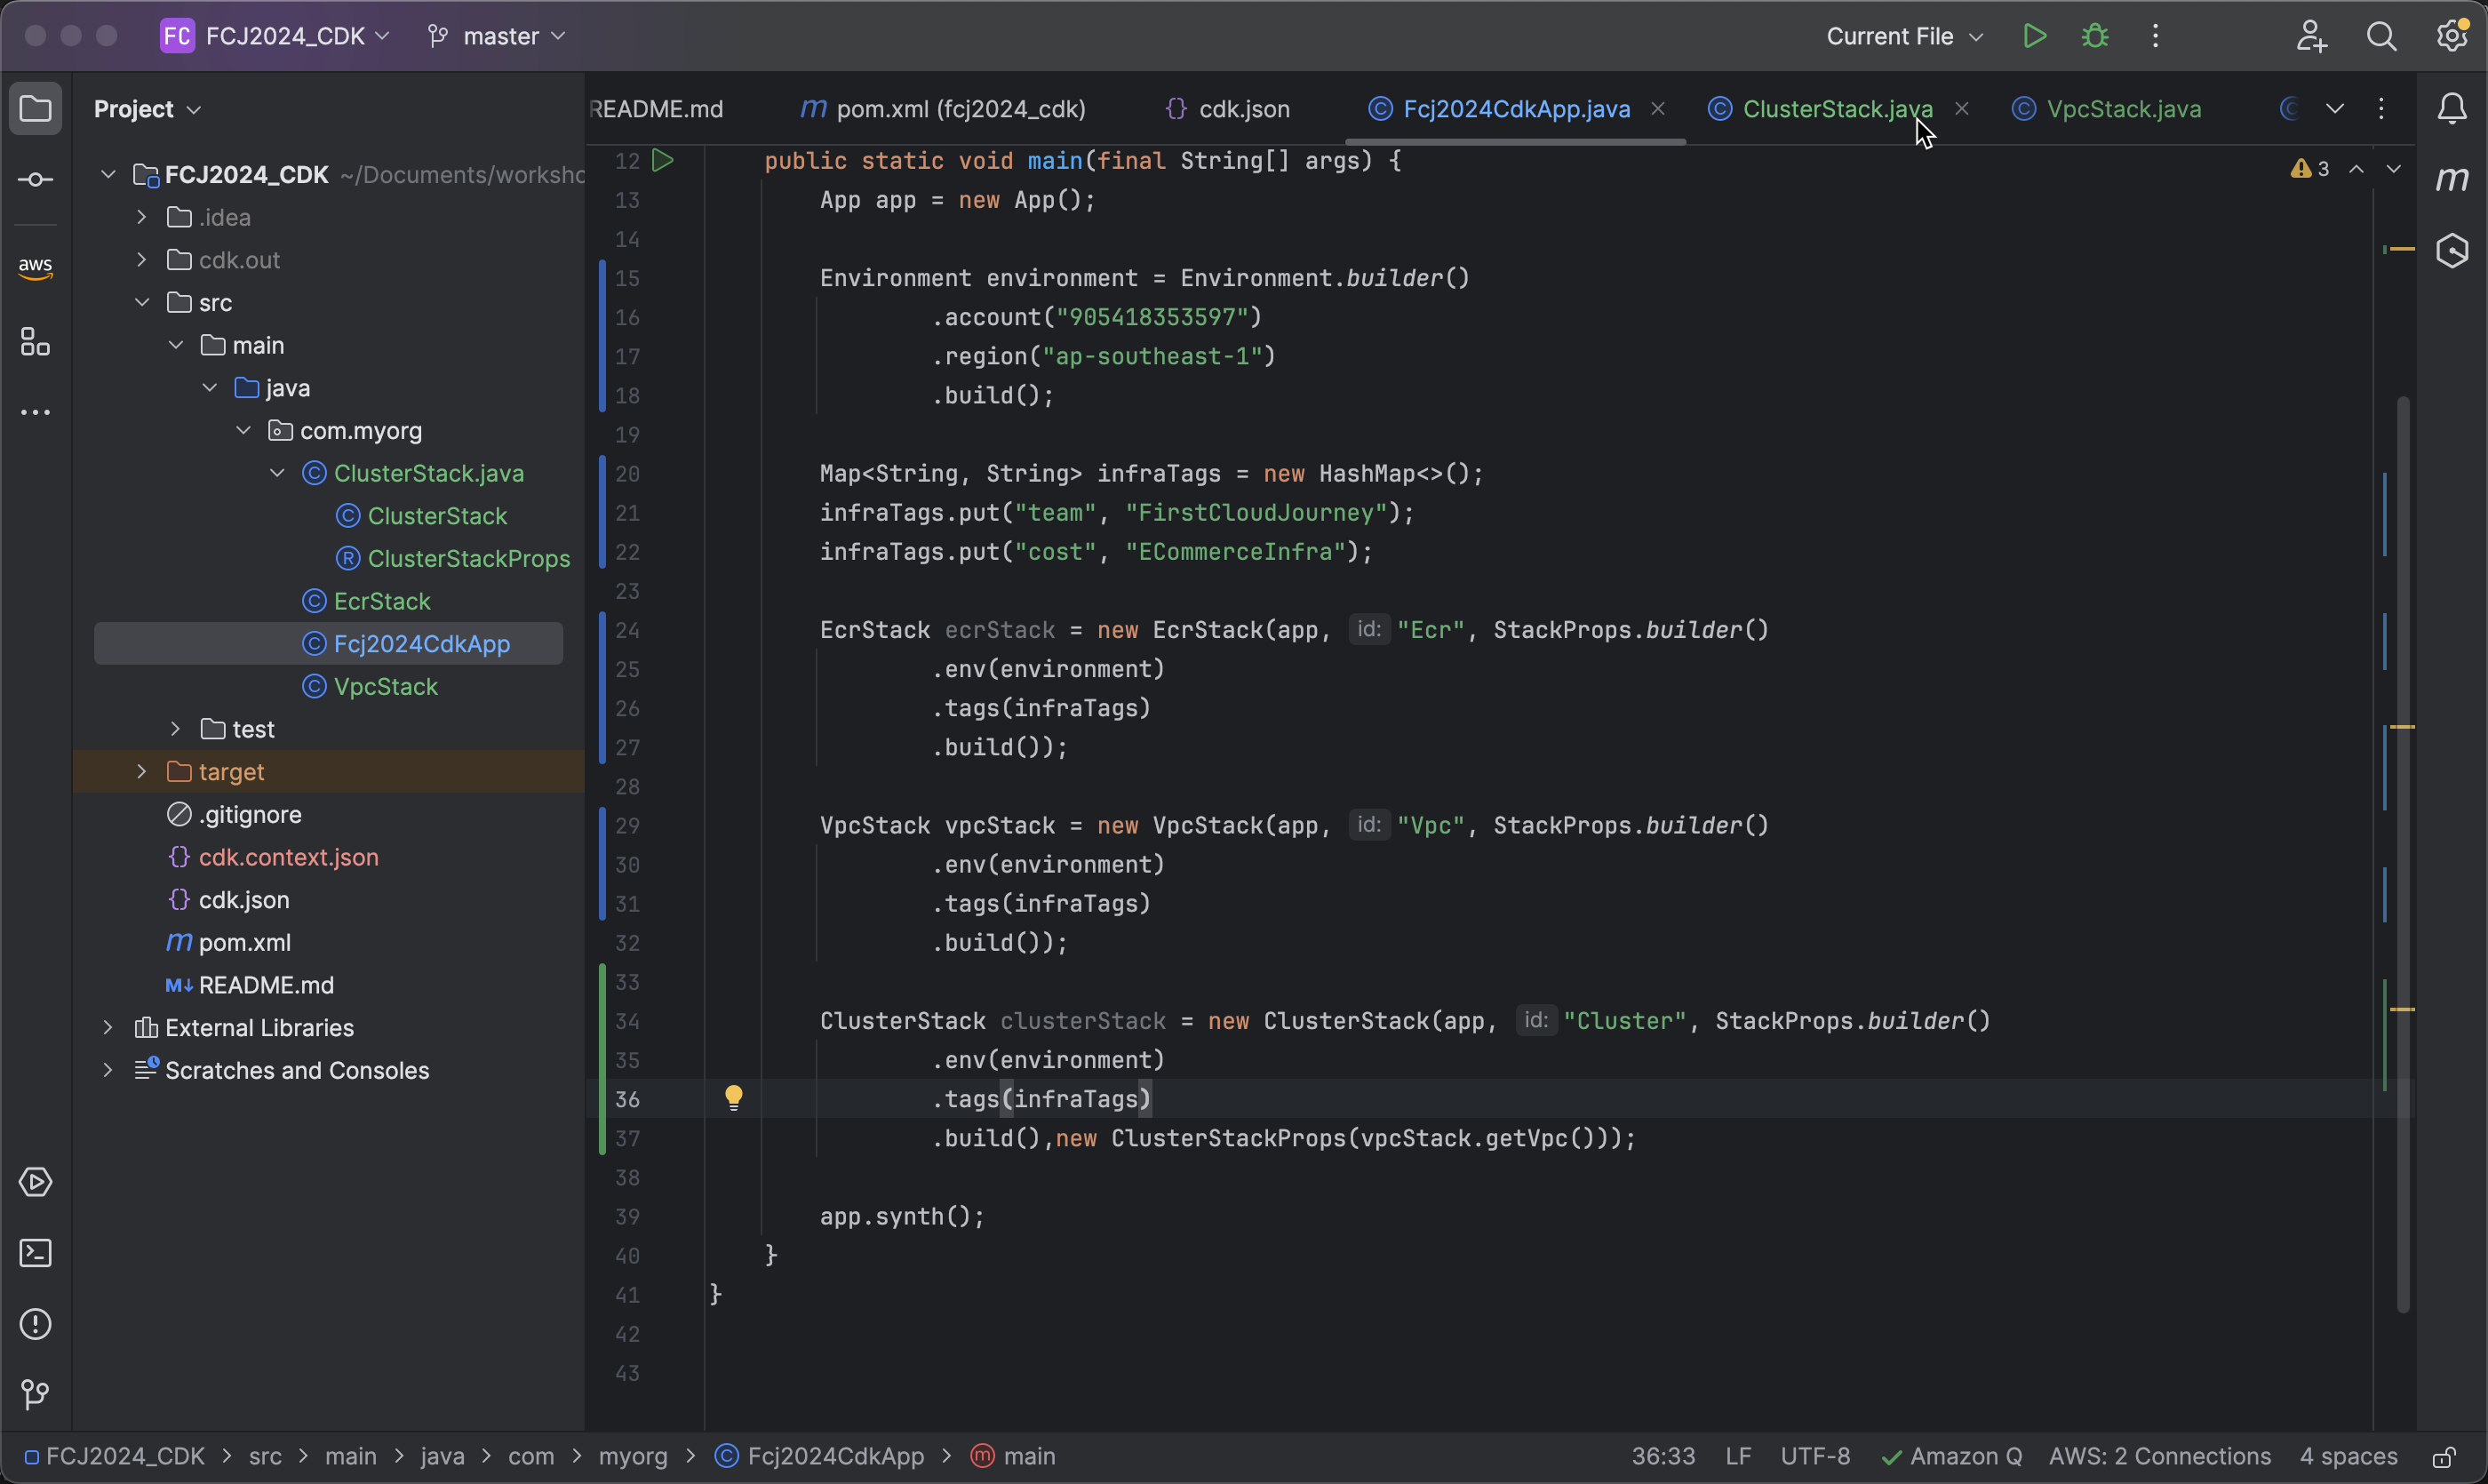 FC FCJ2024_CDK master Current File
Project
README.md pom.xml (fcj2024_cdk) cdk.json Fcj2024CdkApp.java ClusterStack.java VpcStack.java
FCJ2024_CDK ~/Documents/worksho
.idea
cdk.out
src
main
java
com.myorg
ClusterStack.java
ClusterStack
ClusterStackProps
EcrStack
Fcj2024CdkApp
VpcStack
test
target
.gitignore
cdk.context.json
cdk.json
pom.xml
README.md
External Libraries
Scratches and Consoles
aws
12 public static void main(final String[] args) {
3
13 App app = new App();
14
15 Environment environment = Environment.builder()
16 .account("905418353597")
17 .region("ap-southeast-1")
18 .build();
19
20 Map<String, String> infraTags = new HashMap<>();
21 infraTags.put("team", "FirstCloudJourney");
22 infraTags.put("cost", "ECommerceInfra");
23
24 EcrStack ecrStack = new EcrStack(app, id: "Ecr", StackProps.builder()
25 .env(environment)
26 .tags(infraTags)
27 .build());
28
29 VpcStack vpcStack = new VpcStack(app, id: "Vpc", StackProps.builder()
30 .env(environment)
31 .tags(infraTags)
32 .build());
33
34 ClusterStack clusterStack = new ClusterStack(app, id: "Cluster", StackProps.builder()
35 .env(environment)
36 .tags(infraTags)
37 .build(),new ClusterStackProps(vpcStack.getVpc()));
38
39 app.synth();
40 }
41 }
42
43
FCJ2024_CDK > src > main > java > com > myorg > Fcj2024CdkApp > main 36:33 LF UTF-8 Amazon Q AWS: 2 Connections 4 spaces